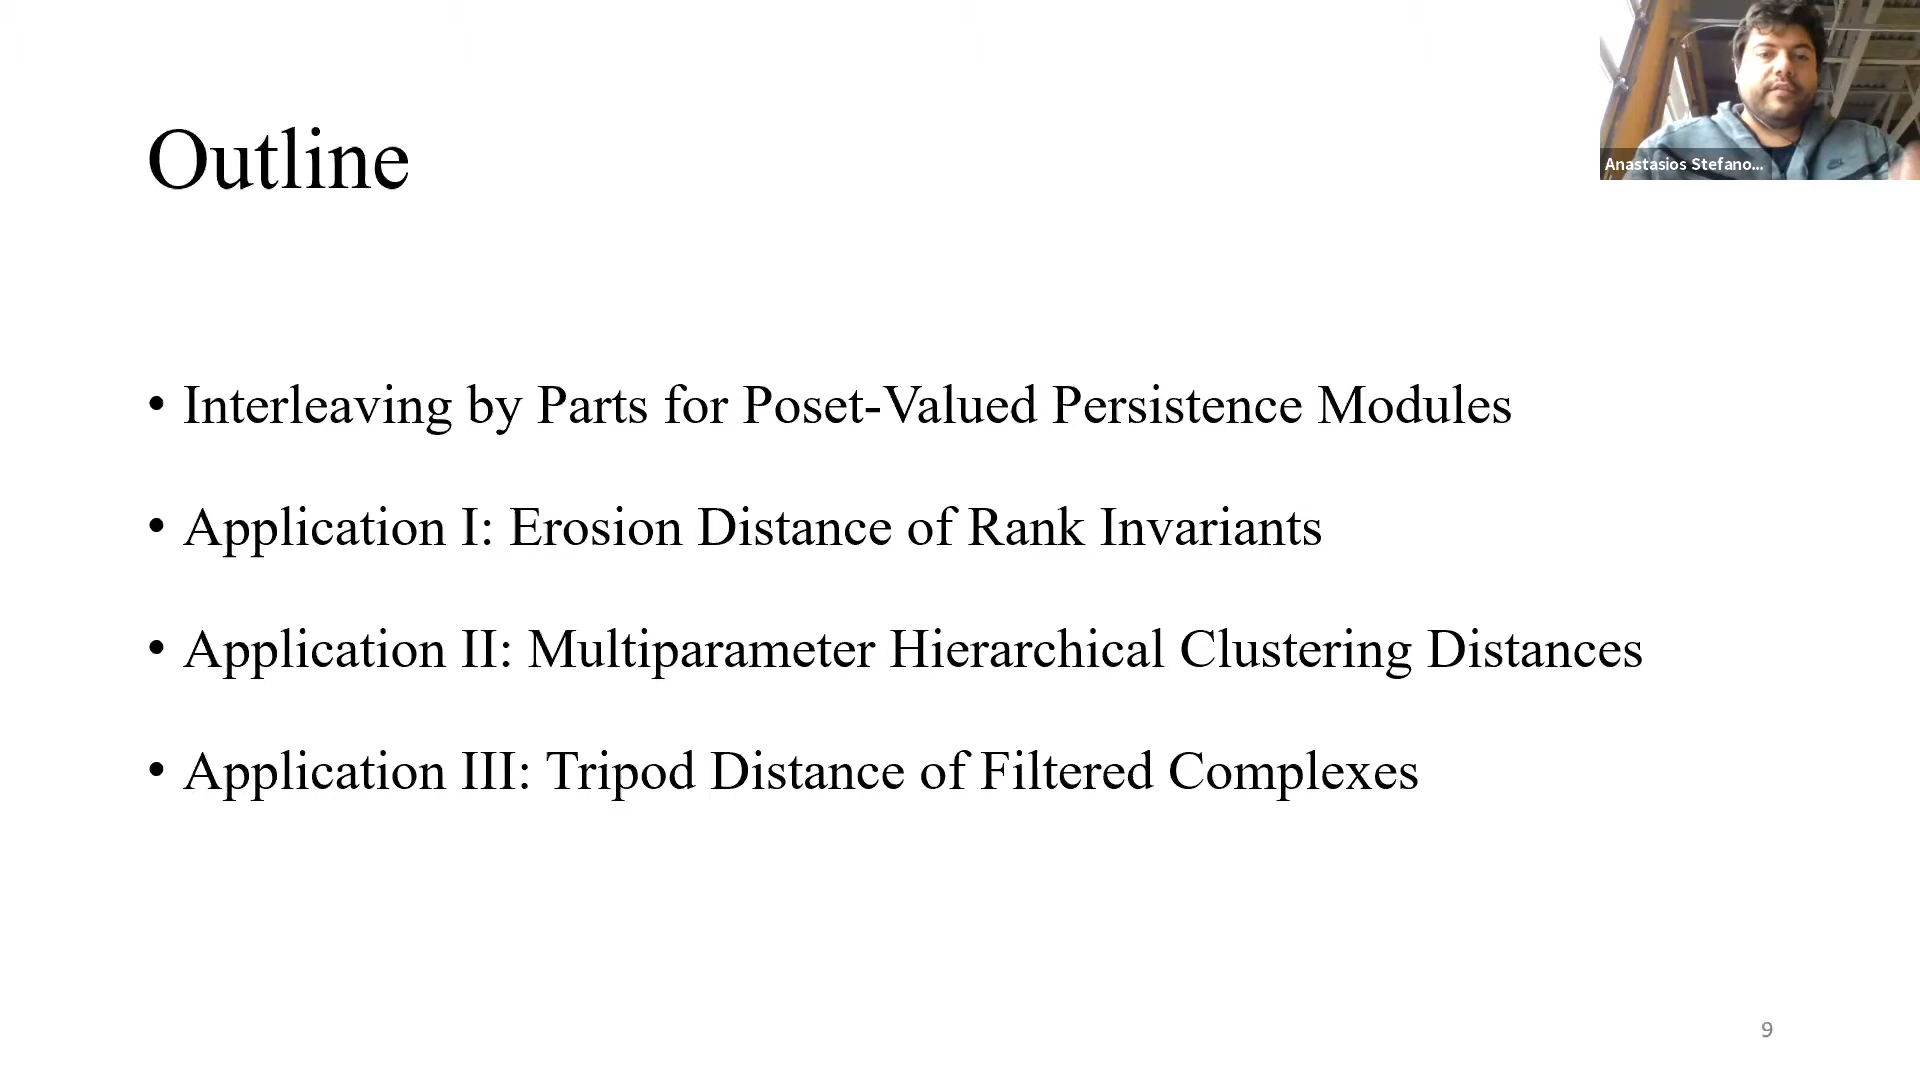 Outline
Anastasios Stefano...
• Interleaving by Parts for Poset-Valued Persistence Modules
• Application I: Erosion Distance of Rank Invariants
• Application II: Multiparameter Hierarchical Clustering Distances
• Application III: Tripod Distance of Filtered Complexes
9